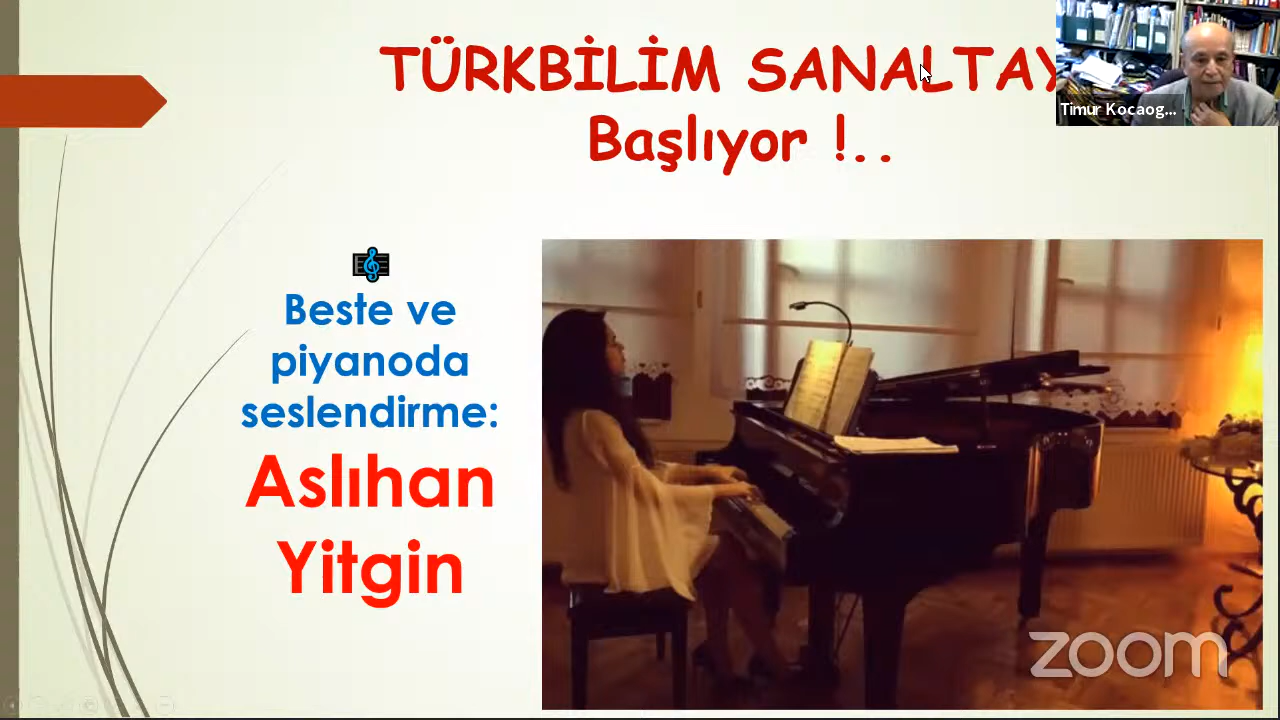 TÜRKBİLİM SANALTAY
Başlıyor !..
Timur Kocaog...
Beste ve
piyanoda
seslendirme:
Aslıhan
Yitgin
zoom